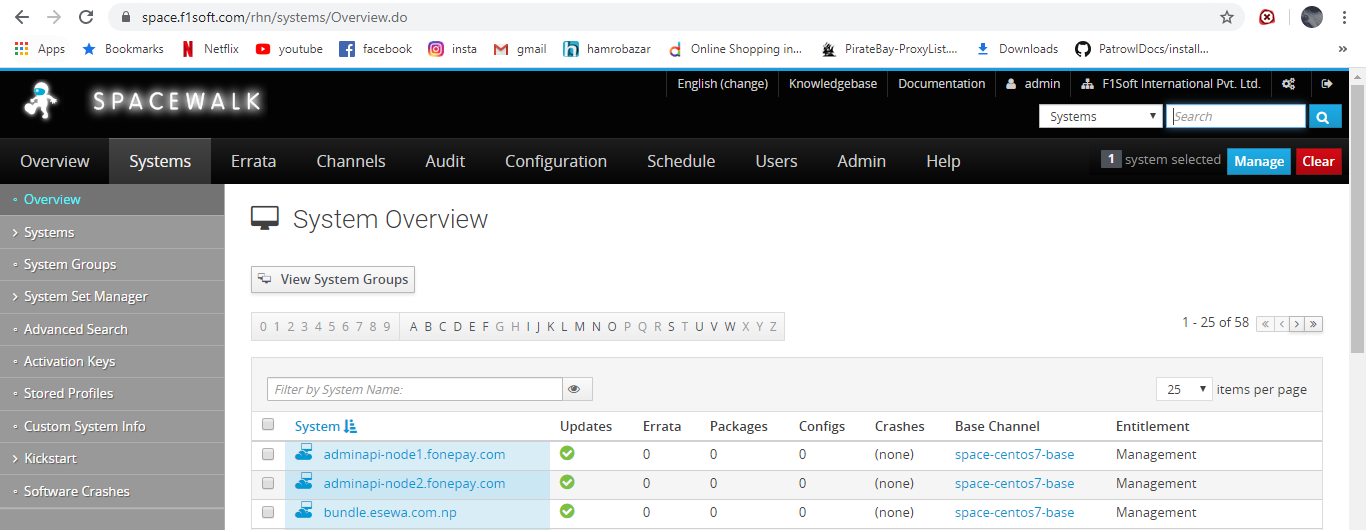 space.f1soft.com/rhn/systems/Overview.do
Apps Bookmarks Netflix youtube facebook insta gmail hamrobazar Online Shopping in... PirateBay-ProxyList.... Downloads PatrowlDocs/install... »
English (change) Knowledgebase Documentation admin F1Soft International Pvt. Ltd.
SPACEWALK
Systems Search
Overview Systems Errata Channels Audit Configuration Schedule Users Admin Help 1 system selected Manage Clear
Overview
Systems
System Groups
System Set Manager
Advanced Search
Activation Keys
Stored Profiles
Custom System Info
Kickstart
Software Crashes
System Overview
View System Groups
0 1 2 3 4 5 6 7 8 9 A B C D E F G H I J K L M N O P Q R S T U V W X Y Z
1 - 25 of 58 « ‹ › »
Filter by System Name: 25 items per page
System Updates Errata Packages Configs Crashes Base Channel Entitlement
adminapi-node1.fonepay.com 0 0 0 (none) space-centos7-base Management
adminapi-node2.fonepay.com 0 0 0 (none) space-centos7-base Management
bundle.esewa.com.np 0 0 0 (none) space-centos7-base Management